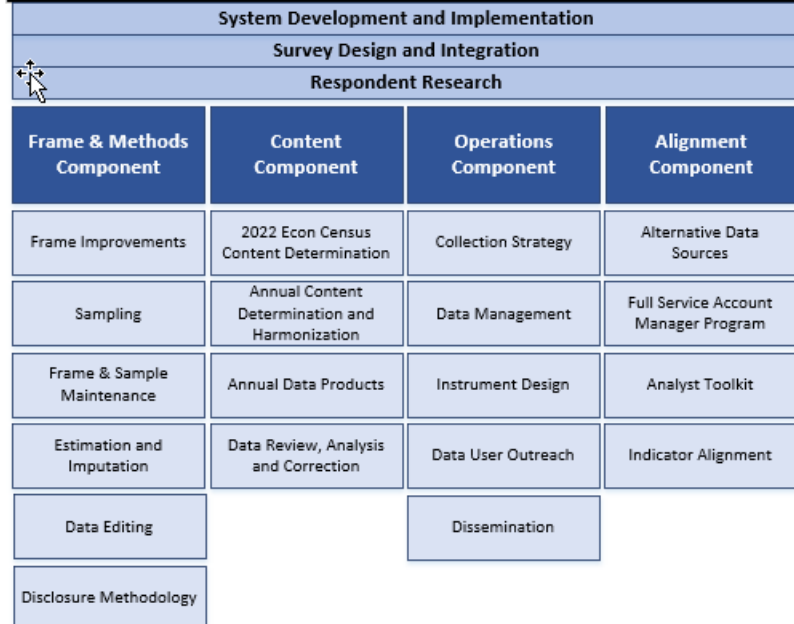 System Development and Implementation
Survey Design and Integration
Respondent Research
Frame & Methods
Component
Content
Component
Operations
Component
Alignment
Component
Frame Improvements
2022 Econ Census
Content Determination
Collection Strategy
Alternative Data
Sources
Sampling
Annual Content
Determination and
Harmonization
Data Management
Full Service Account
Manager Program
Frame & Sample
Maintenance
Annual Data Products
Instrument Design
Analyst Toolkit
Estimation and
Imputation
Data Review, Analysis
and Correction
Data User Outreach
Indicator Alignment
Data Editing
Dissemination
Disclosure Methodology